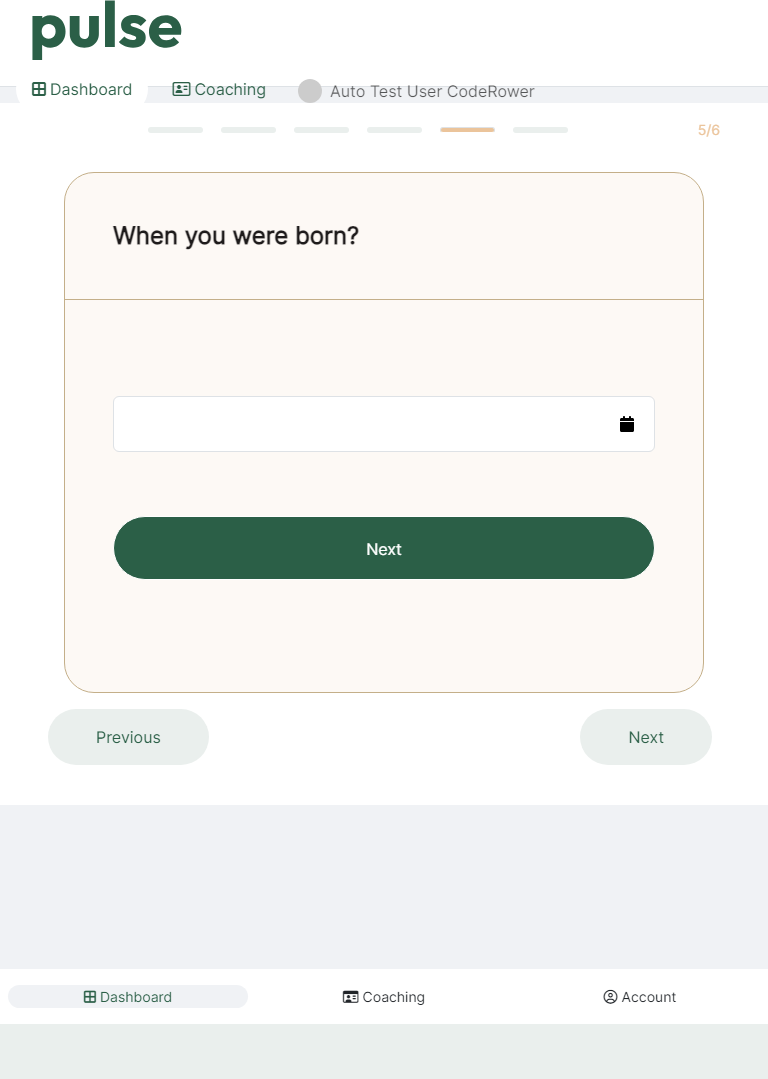 pulse
Dashboard
Coaching
Auto Test User CodeRower
5/6
When you were born?
Next
Previous
Next
Dashboard
Coaching
Account